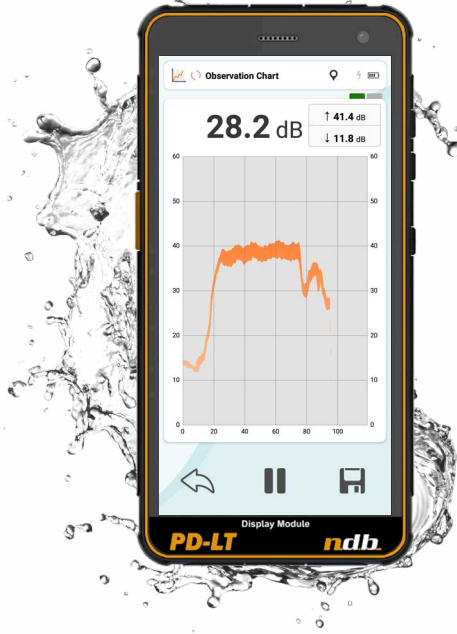 Observation Chart
28.2 dB
↑ 41.4 dB
↓ 11.8 dB
60 60
50 50
40 40
30 30
20 20
10 10
0 0
0 20 40 60 80 100
Display Module
PD-LT ndb